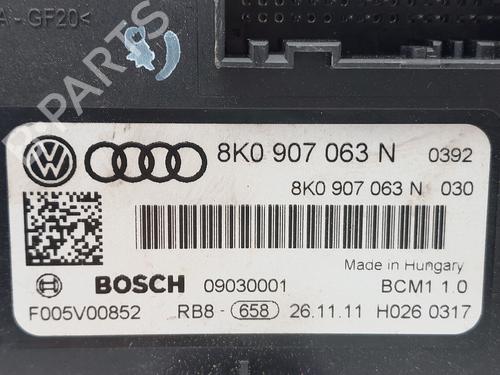 A - GF20<
8K0 907 063 N 0392
8K0 907 063 N 030
Made in Hungary
BOSCH 09030001 BCM1 1.0
F005V00852 RB8- 658 26.11.11 H026 0317